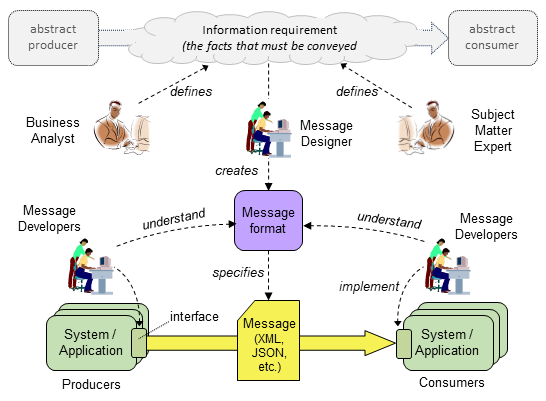 abstract
producer
Information requirement
(the facts that must be conveyed
abstract
consumer
defines
defines
Business
Analyst
Message
Designer
Subject
Matter
Expert
creates
Message
Developers
understand
Message
format
understand
Message
Developers
specifies
implement
interface
System /
Application
Message
(XML,
JSON,
etc.)
System /
Application
Producers
Consumers